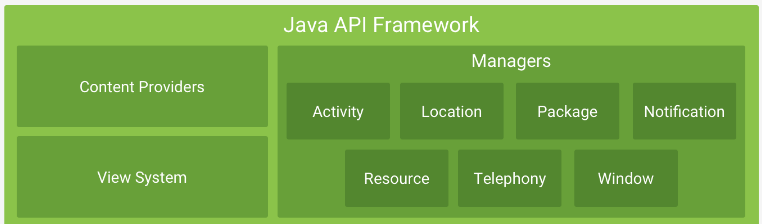 Java API Framework
Content Providers
View System
Managers
Activity
Location
Package
Notification
Resource
Telephony
Window